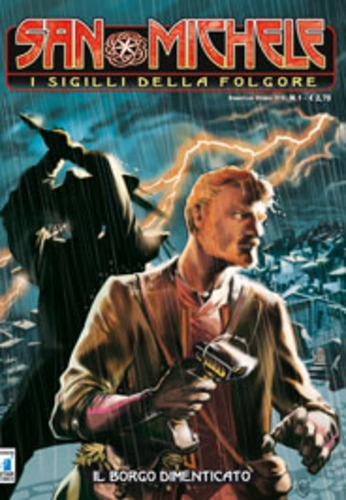 SAN MICHELE
I SIGILLI DELLA FOLGORE
N. 1 - € 2,70
IL BORGO DIMENTICATO